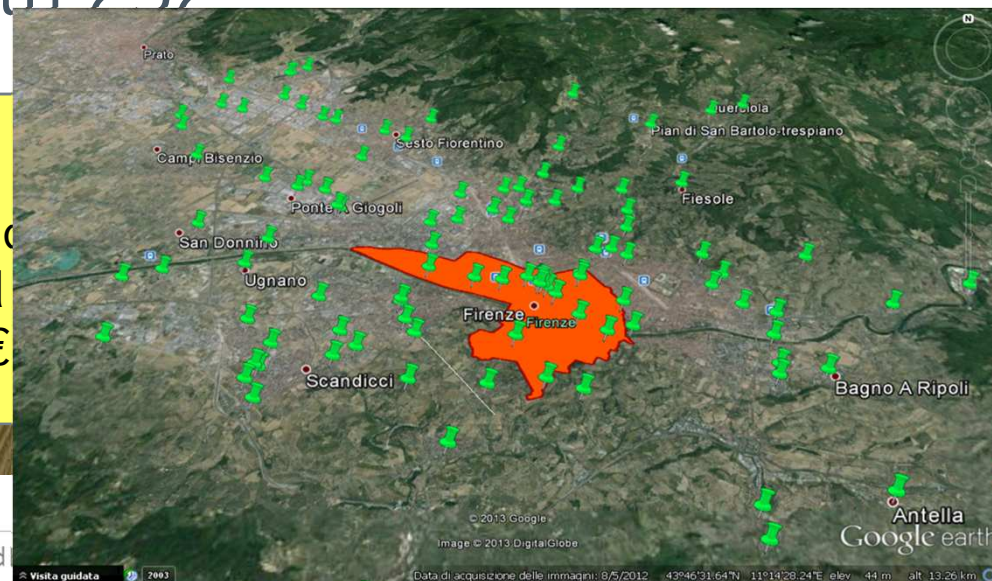 Prato
Querciola
Pian di San Bartolo-trespiano
Sesto Fiorentino
Campi Bisenzio
Fiesole
Ponte A Giogoli
San Donnino
Ugnano
Firenze
Firenze
€
Scandicci
Bagno A Ripoli
Antella
© 2013 Google
Google earth
Image © 2013 DigitalGlobe
Visita guidata
2003
Data di acquisizione delle immagini: 8/5/2012 43°46'31.64"N 11°14'28.24"E elev 44 m alt 13.26 km
N